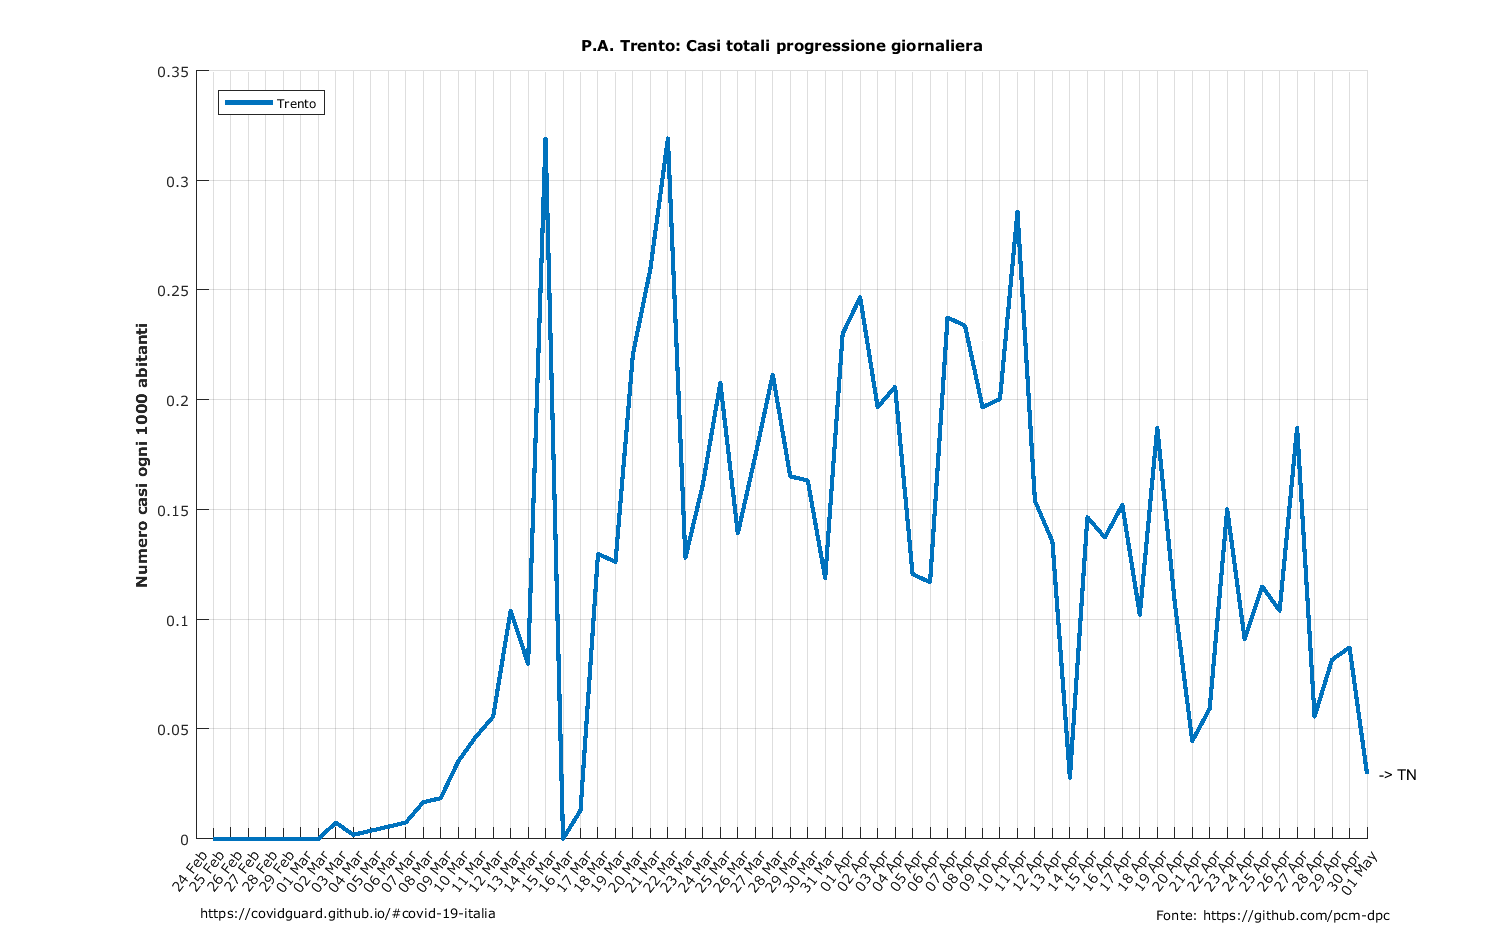 P.A. Trento: Casi totali progressione giornaliera
Trento
Numero casi ogni 1000 abitanti
0.35
0.3
0.25
0.2
0.15
0.1
0.05
0
-> TN
24 Feb
25 Feb
26 Feb
27 Feb
28 Feb
29 Feb
01 Mar
02 Mar
03 Mar
04 Mar
05 Mar
06 Mar
07 Mar
08 Mar
09 Mar
10 Mar
11 Mar
12 Mar
13 Mar
14 Mar
15 Mar
16 Mar
17 Mar
18 Mar
19 Mar
20 Mar
21 Mar
22 Mar
23 Mar
24 Mar
25 Mar
26 Mar
27 Mar
28 Mar
29 Mar
30 Mar
31 Mar
01 Apr
02 Apr
03 Apr
04 Apr
05 Apr
06 Apr
07 Apr
08 Apr
09 Apr
10 Apr
11 Apr
12 Apr
13 Apr
14 Apr
15 Apr
16 Apr
17 Apr
18 Apr
19 Apr
20 Apr
21 Apr
22 Apr
23 Apr
24 Apr
25 Apr
26 Apr
27 Apr
28 Apr
29 Apr
30 Apr
01 May
https://covidguard.github.io/#covid-19-italia
Fonte: https://github.com/pcm-dpc